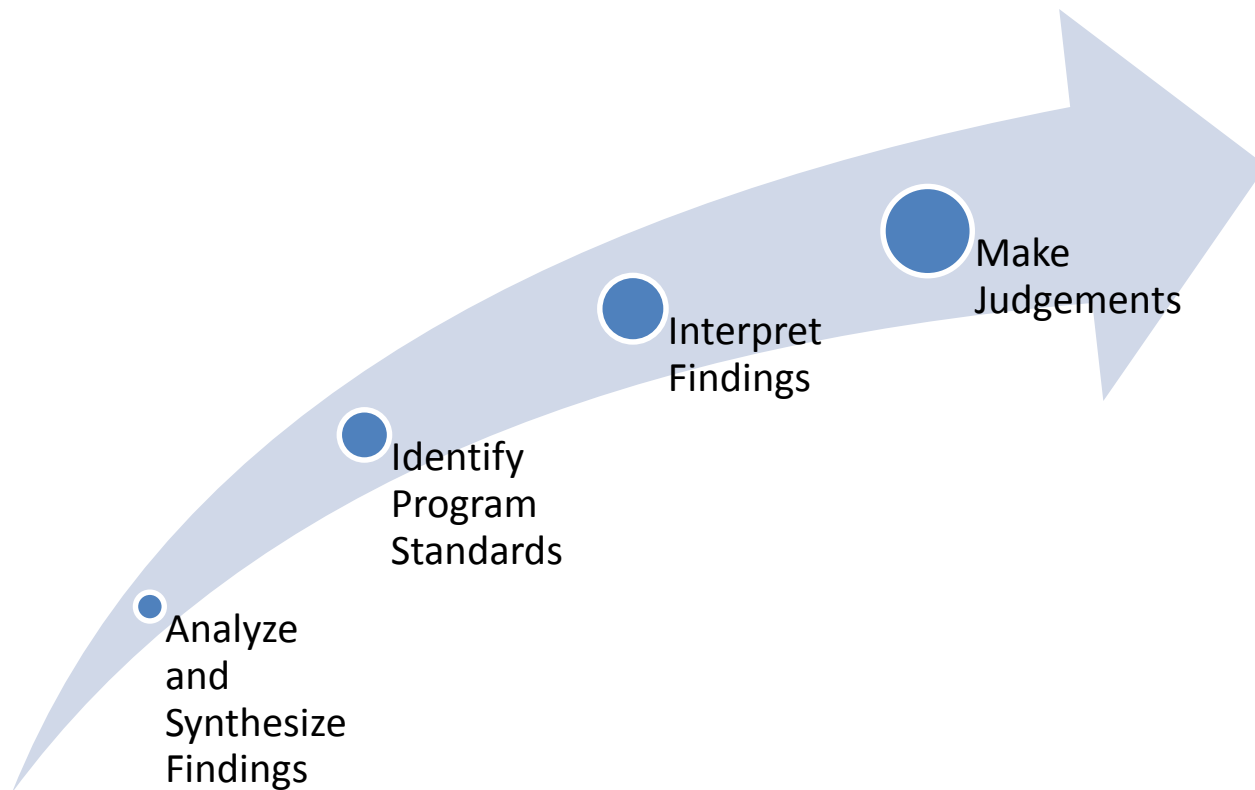 Analyze
and
Synthesize
Findings
Identify
Program
Standards
Interpret
Findings
Make
Judgements